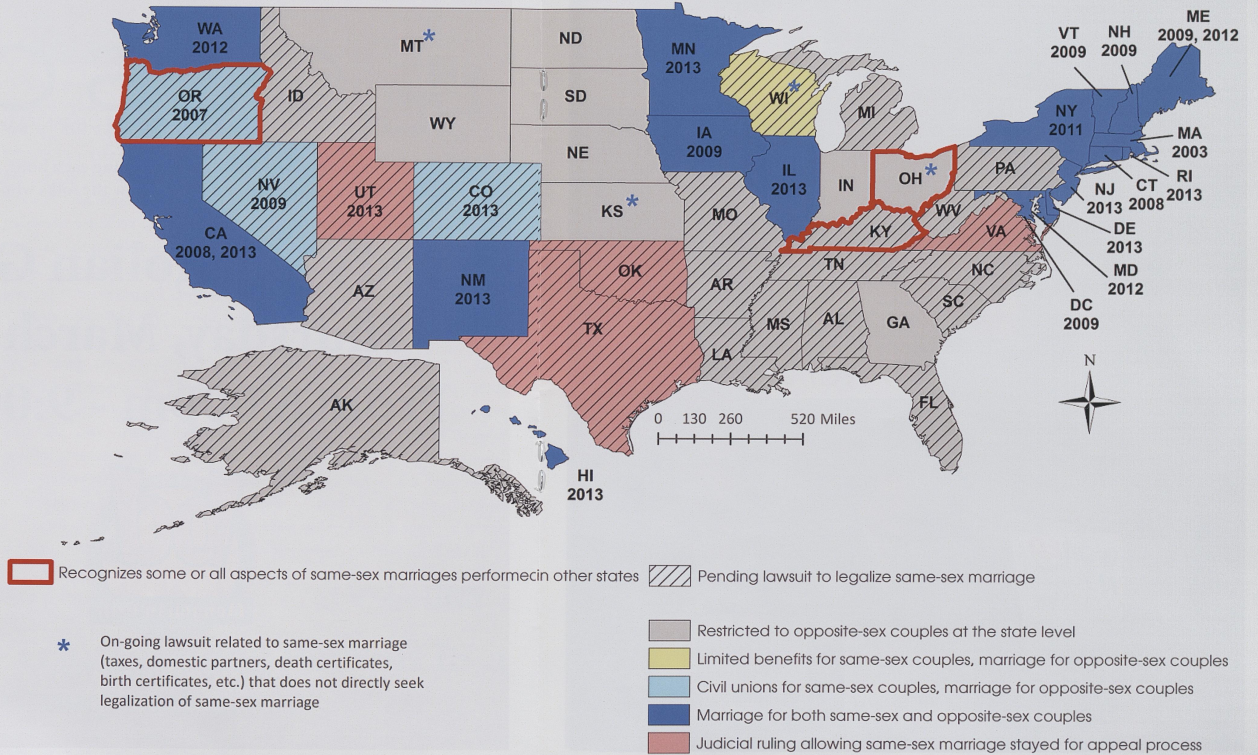 WA
2012
OR
2007
CA
2008, 2013
NV
2009
ID
MT*
WY
UT
2013
CO
2013
AZ
NM
2013
ND
SD
NE
KS*
OK
TX
MN
2013
IA
2009
MO
AR
LA
WI*
IL
2013
MI
IN
OH*
KY
TN
MS
AL
GA
FL
SC
NC
VA
WV
PA
NY
2011
VT
2009
NH
2009
ME
2009, 2012
MA
2003
RI
2013
CT
2008
NJ
2013
DE
2013
MD
2012
DC
2009
AK
HI
2013
N
0 130 260 520 Miles
Recognizes some or all aspects of same-sex marriages performecin other states
Pending lawsuit to legalize same-sex marriage
* On-going lawsuit related to same-sex marriage
(taxes, domestic partners, death certificates,
birth certificates, etc.) that does not directly seek
legalization of same-sex marriage
Restricted to opposite-sex couples at the state level
Limited benefits for same-sex couples, marriage for opposite-sex couples
Civil unions for same-sex couples, marriage for opposite-sex couples
Marriage for both same-sex and opposite-sex couples
Judicial ruling allowing same-sex marriage stayed for appeal process